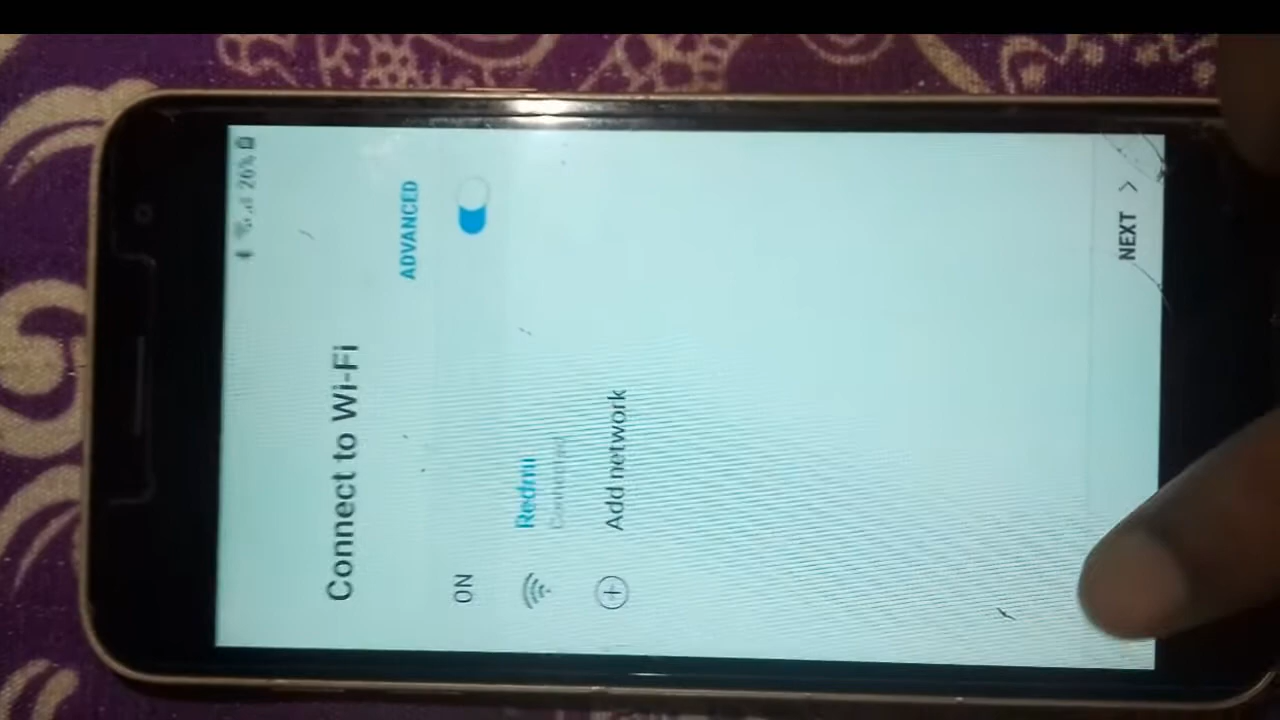 26%
Connect to Wi-Fi
ADVANCED
ON
Redmi
Connected
Add network
NEXT >